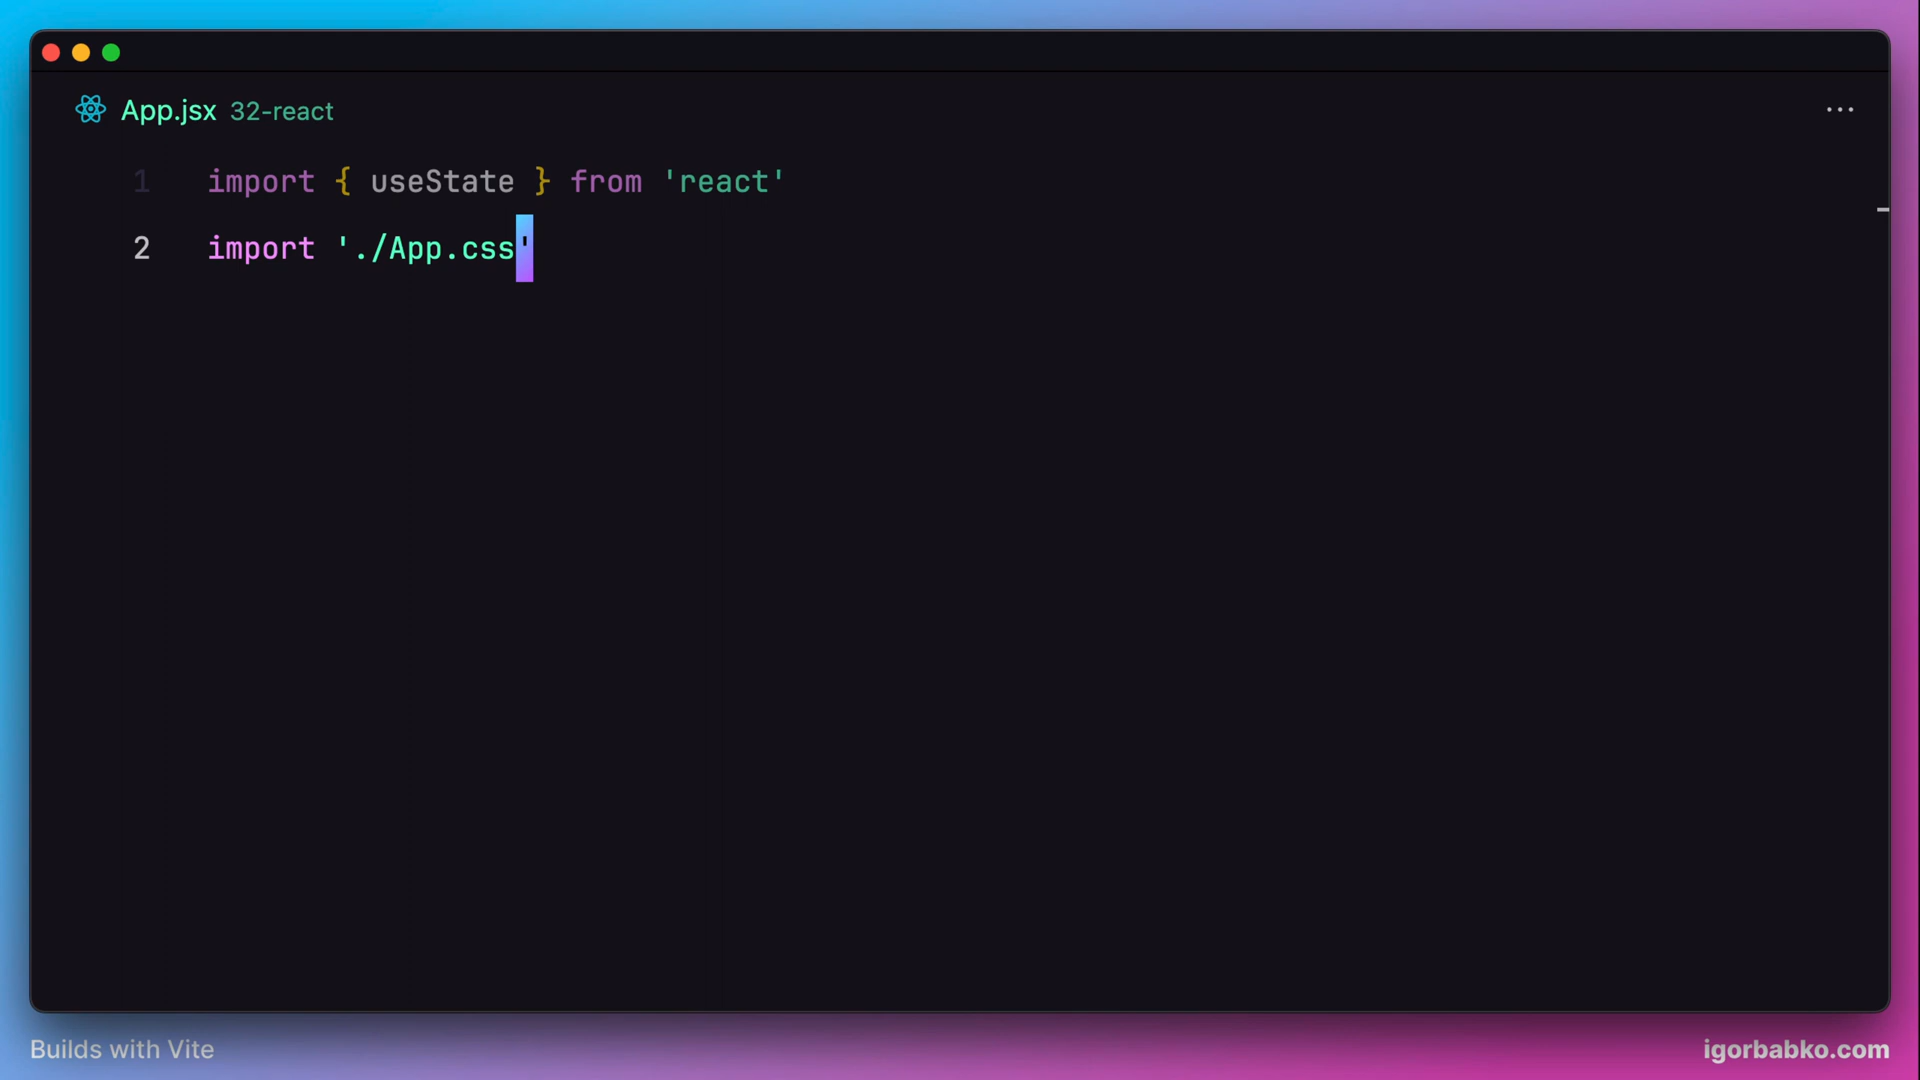 App.jsx 32-react
...
1 import { useState } from 'react'
2 import './App.css'
Builds with Vite
igorbabko.com